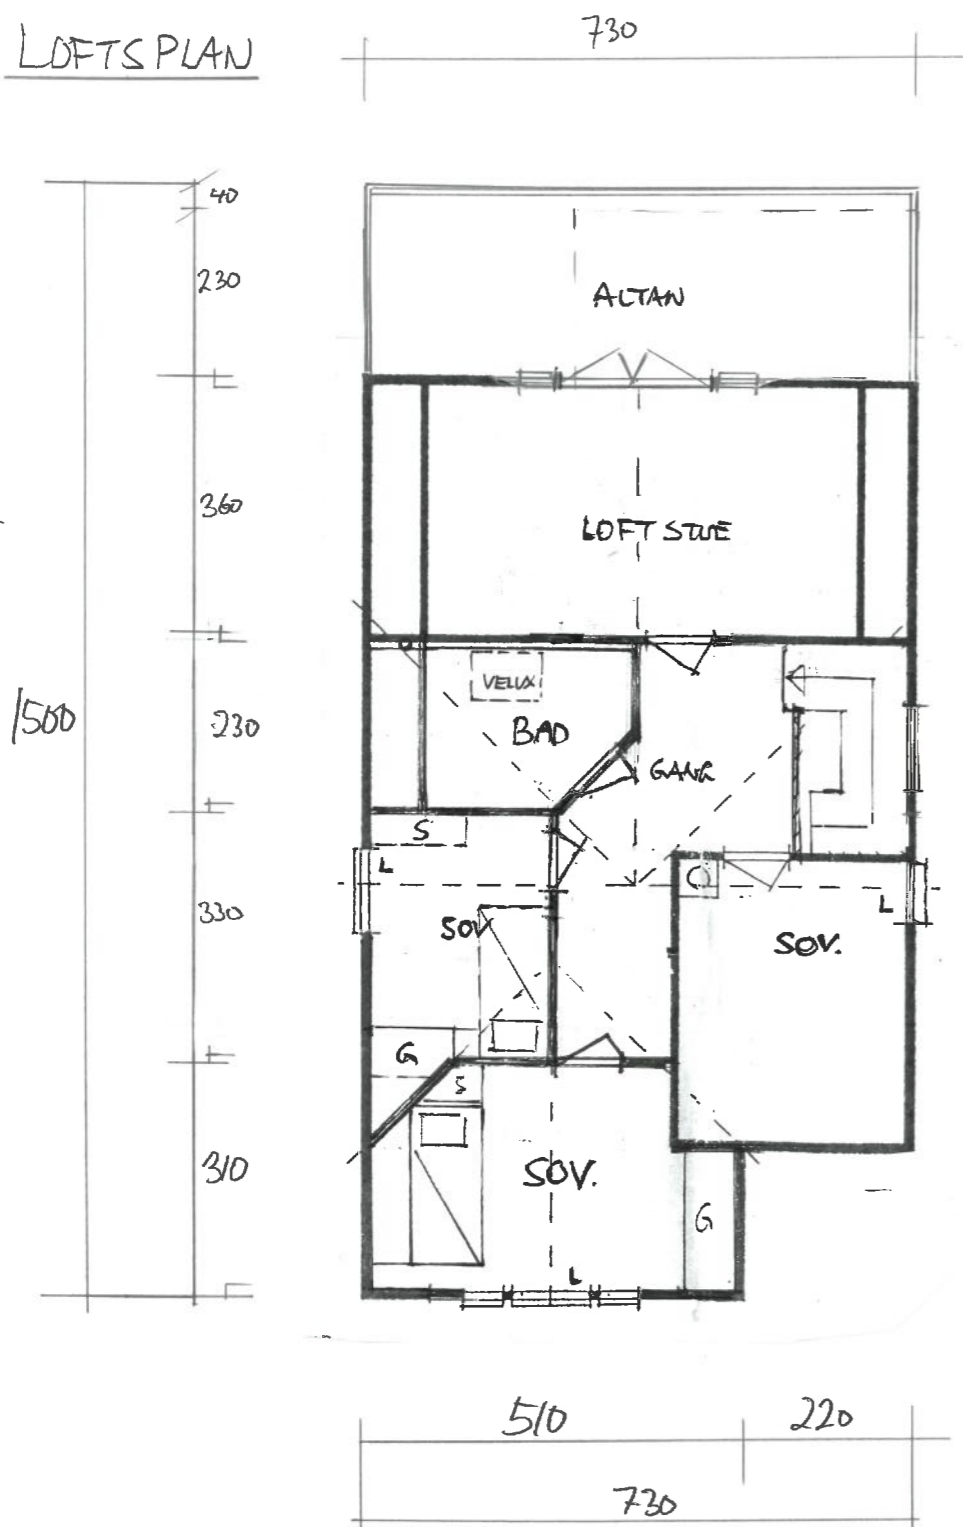 LOFTSPLAN
730
40
230
ALTAN
360
LOFT STUE
1500
230
VELUX
BAD
GANG
S
L
330
SOV
L
SOV.
G
S
310
SOV.
G
L
510
220
730